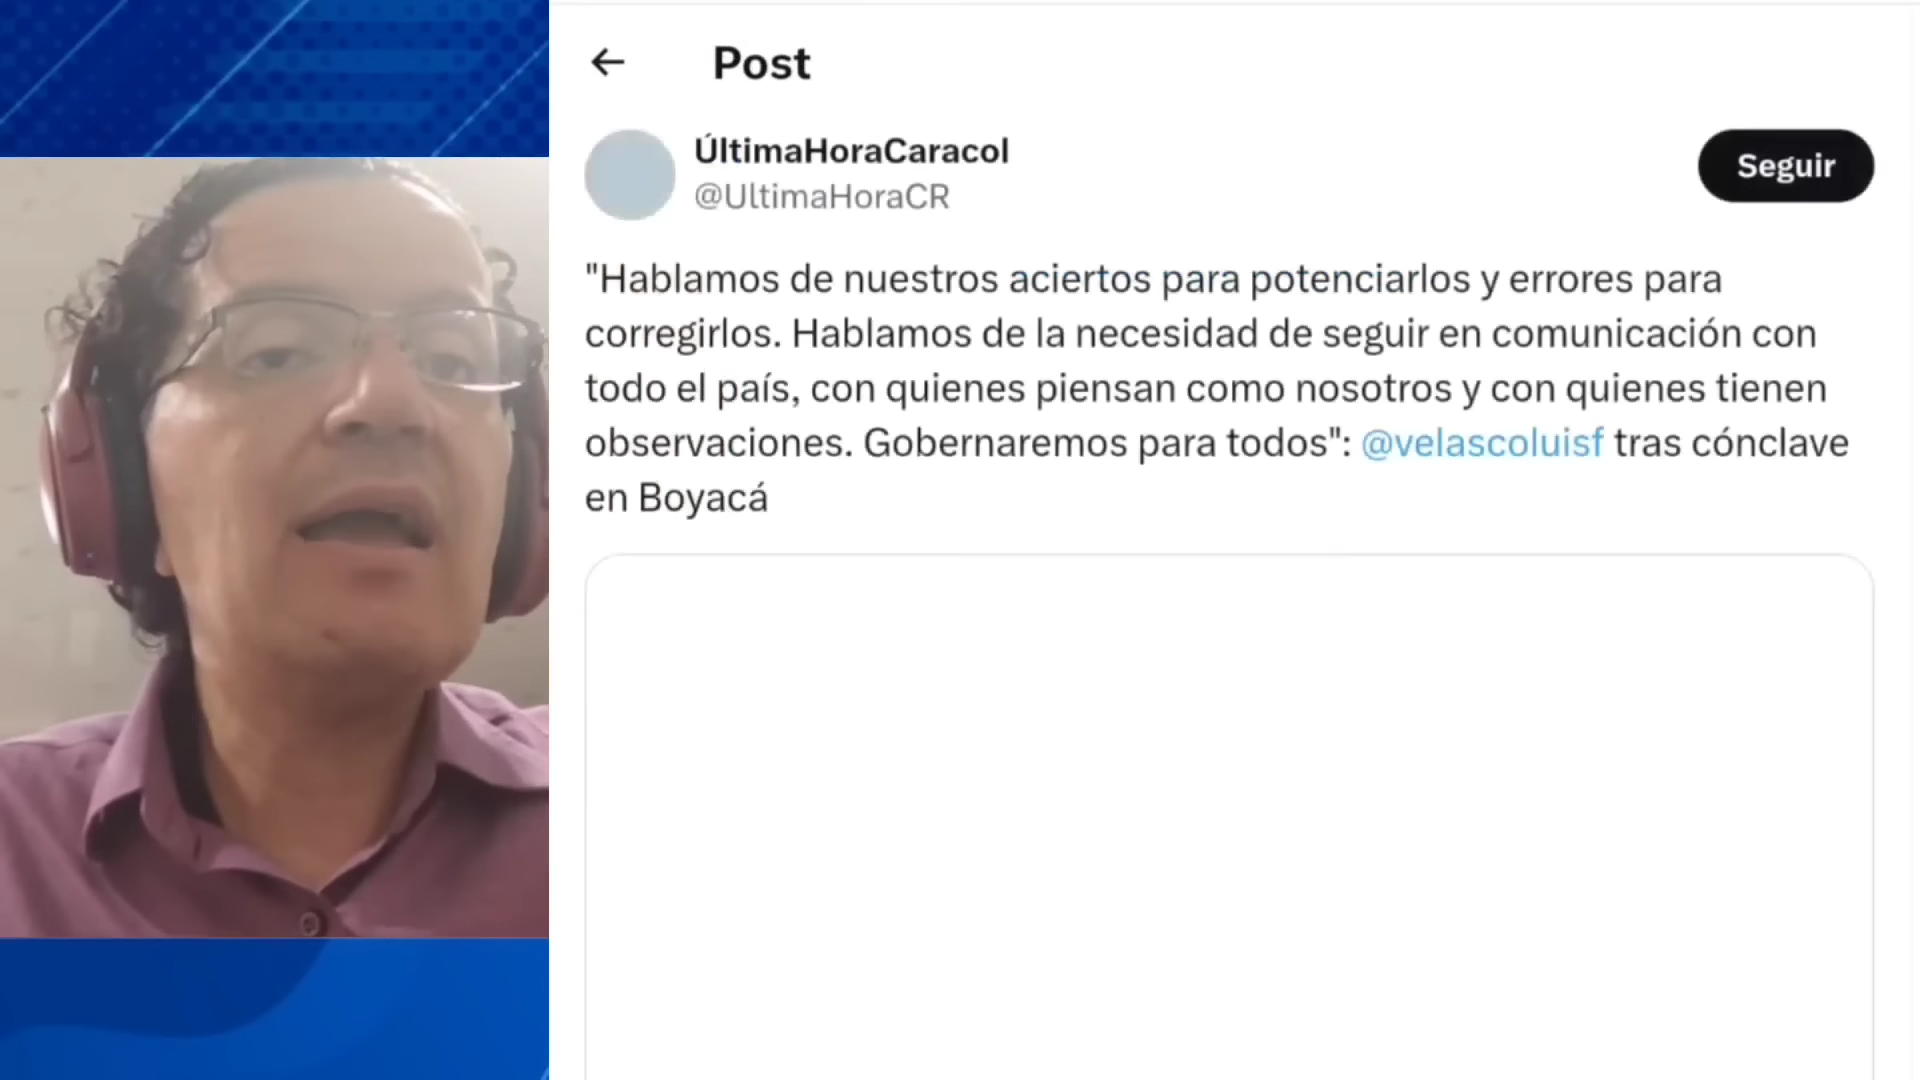 Post
ÚltimaHoraCaracol
@UltimaHoraCR
Seguir
"Hablamos de nuestros aciertos para potenciarlos y errores para
corregirlos. Hablamos de la necesidad de seguir en comunicación con
todo el país, con quienes piensan como nosotros y con quienes tienen
observaciones. Gobernaremos para todos": @velascoluisf tras cónclave
en Boyacá